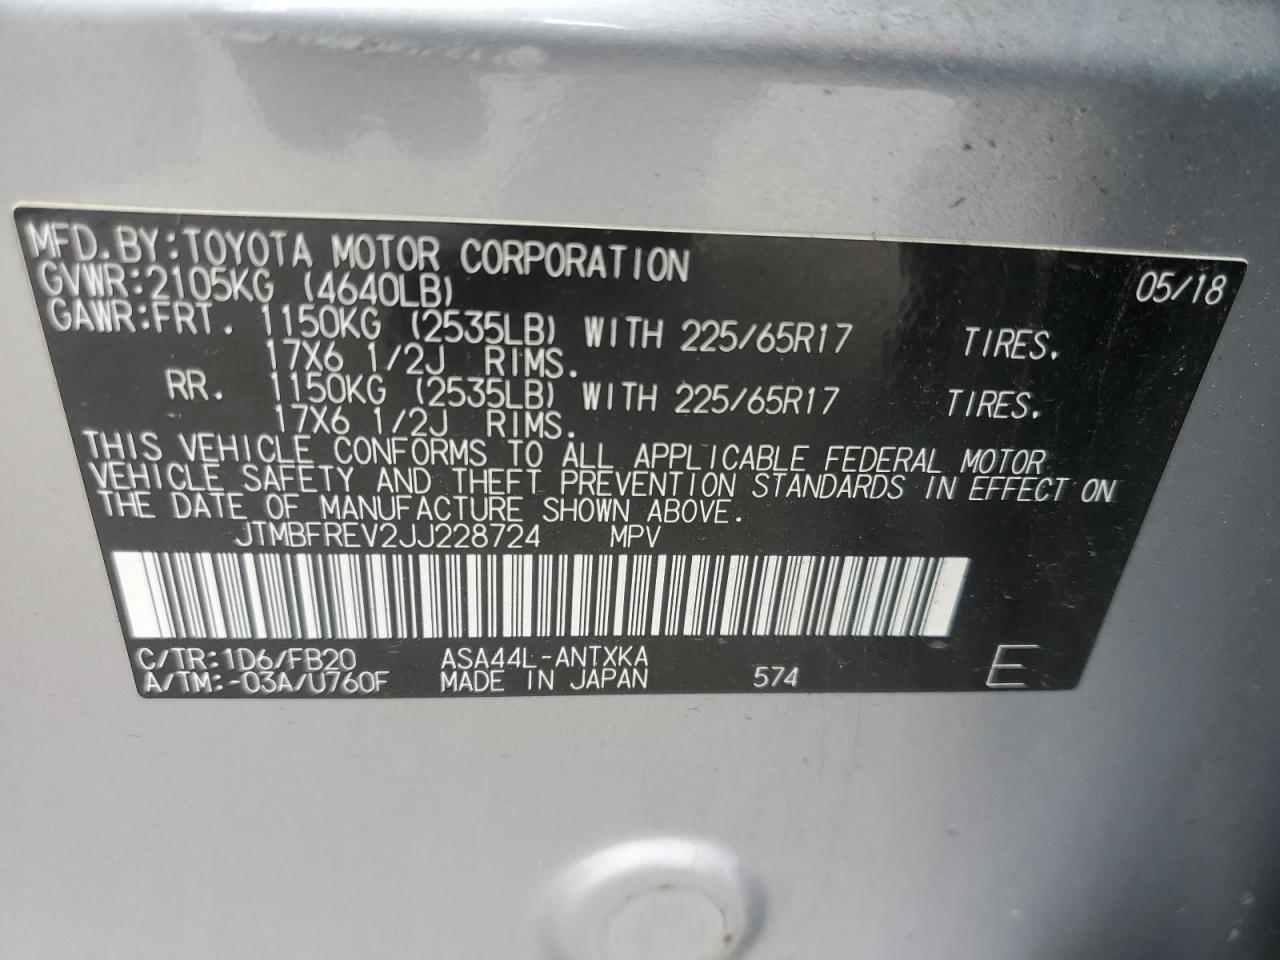 MFD. BY: TOYOTA MOTOR CORPORATION 05/18
GVWR: 2105KG (4640LB)
GAWR: FRT. 1150KG (2535LB) WITH 225/65R17 TIRES.
17X6 1/2J RIMS.
RR. 1150KG (2535LB) WITH 225/65R17 TIRES.
17X6 1/2J RIMS.
THIS VEHICLE CONFORMS TO ALL APPLICABLE FEDERAL MOTOR
VEHICLE SAFETY AND THEFT PREVENTION STANDARDS IN EFFECT ON
THE DATE OF MANUFACTURE SHOWN ABOVE.
JTMBFREV2JJ228724 MPV
C/TR: 1D6/FB20 ASA44L-ANTXKA
A/TM: -03A/U760F MADE IN JAPAN 574 E